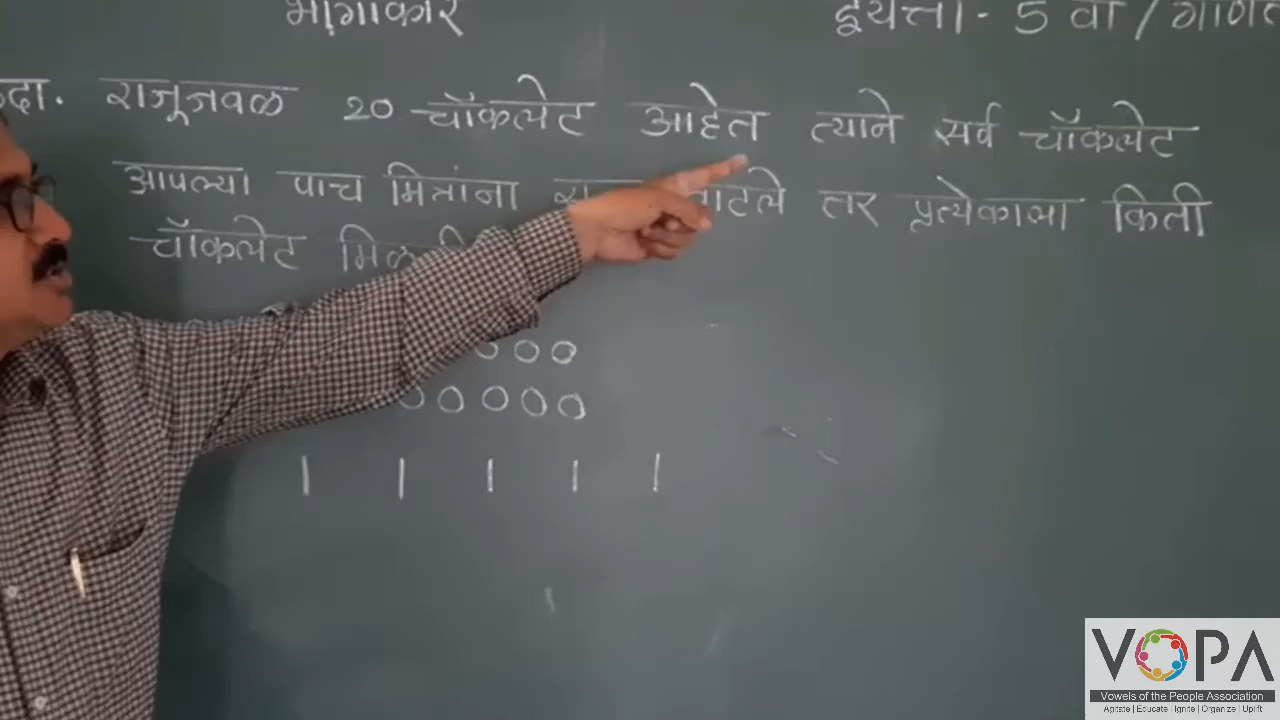 भागाकार इयत्ता - 5 वी / गणित
उदा. राजूजवळ २० चॉकलेट आहेत त्याने सर्व चॉकलेट
आपल्या पाच मित्रांना वाटले तर प्रत्येकाला किती
चॉकलेट
VOPA
Vowels of the People Association
Agitate | Educate | Ignite | Organize | Uplift